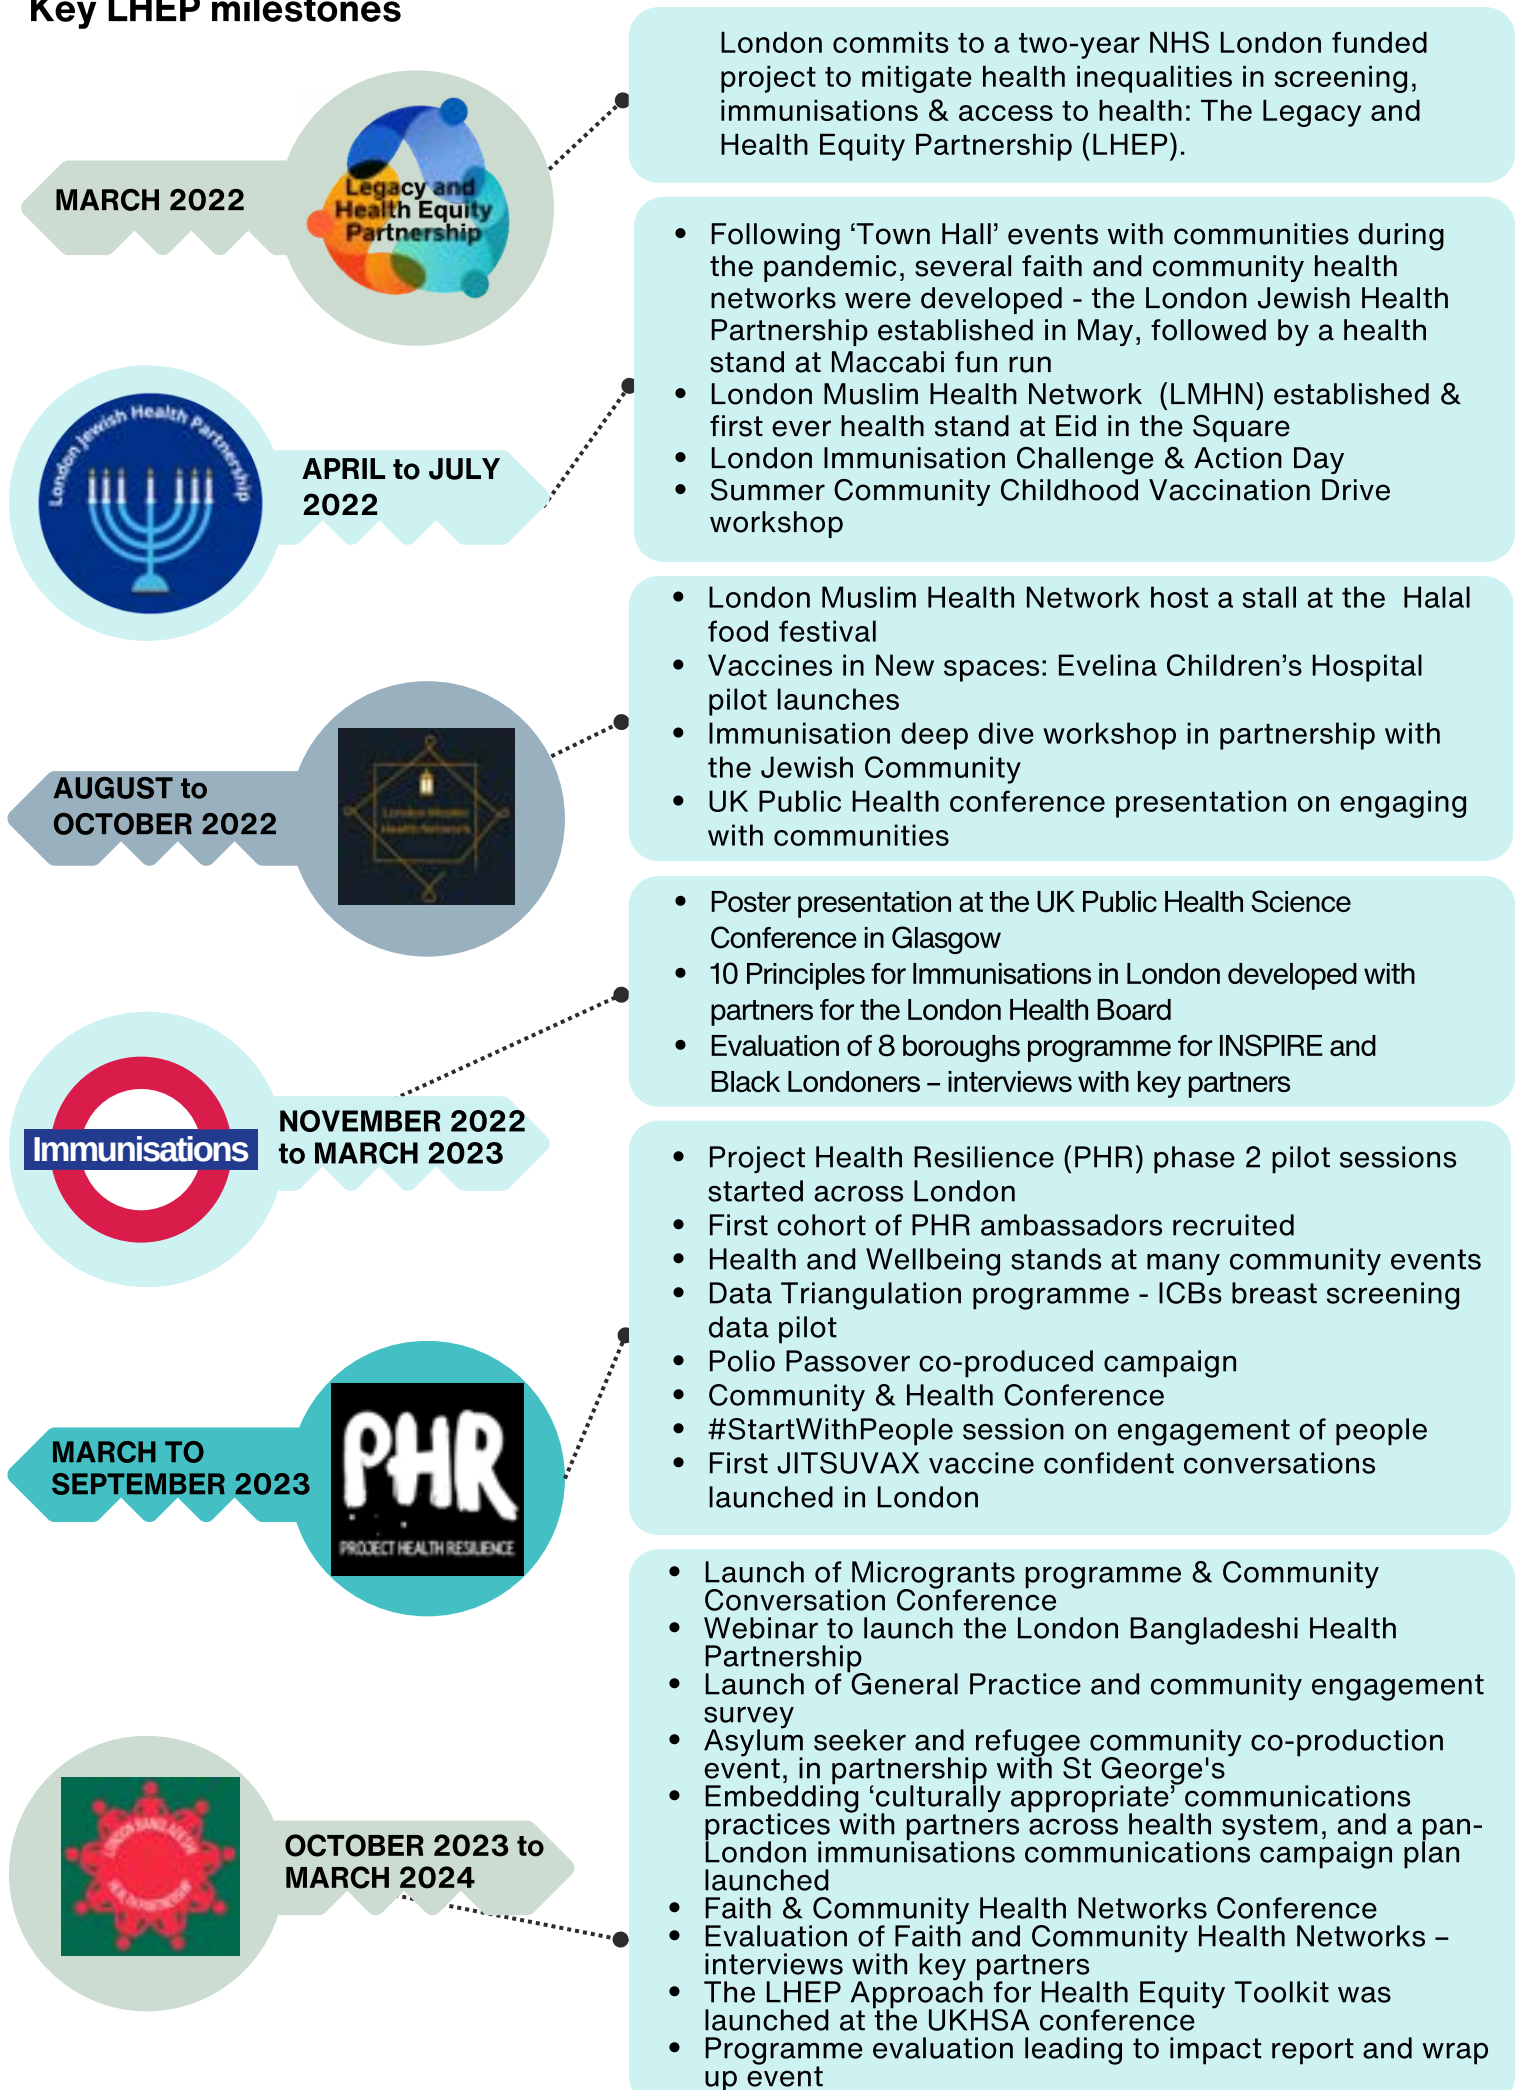 Key LHEP milestones
London commits to a two-year NHS London funded
project to mitigate health inequalities in screening,
immunisations & access to health: The Legacy and
Health Equity Partnership (LHEP).
MARCH 2022
Legacy and
Health Equity
Partnership
• Following ‘Town Hall’ events with communities during
the pandemic, several faith and community health
networks were developed - the London Jewish Health
Partnership established in May, followed by a health
stand at Maccabi fun run
• London Muslim Health Network (LMHN) established &
first ever health stand at Eid in the Square
• London Immunisation Challenge & Action Day
• Summer Community Childhood Vaccination Drive
workshop
London Jewish Health Partnership
APRIL to JULY
2022
• London Muslim Health Network host a stall at the Halal
food festival
• Vaccines in New spaces: Evelina Children’s Hospital
pilot launches
• Immunisation deep dive workshop in partnership with
the Jewish Community
• UK Public Health conference presentation on engaging
with communities
AUGUST to
OCTOBER 2022
London Muslim
Health Network
• Poster presentation at the UK Public Health Science
Conference in Glasgow
• 10 Principles for Immunisations in London developed with
partners for the London Health Board
• Evaluation of 8 boroughs programme for INSPIRE and
Black Londoners – interviews with key partners
Immunisations
NOVEMBER 2022
to MARCH 2023
• Project Health Resilience (PHR) phase 2 pilot sessions
started across London
• First cohort of PHR ambassadors recruited
• Health and Wellbeing stands at many community events
• Data Triangulation programme - ICBs breast screening
data pilot
• Polio Passover co-produced campaign
• Community & Health Conference
• #StartWithPeople session on engagement of people
• First JITSUVAX vaccine confident conversations
launched in London
MARCH TO
SEPTEMBER 2023
PHR
PROJECT HEALTH RESILIENCE
• Launch of Microgrants programme & Community
Conversation Conference
• Webinar to launch the London Bangladeshi Health
Partnership
• Launch of General Practice and community engagement
survey
• Asylum seeker and refugee community co-production
event, in partnership with St George's
• Embedding ‘culturally appropriate’ communications
practices with partners across health system, and a pan-
London immunisations communications campaign plan
launched
• Faith & Community Health Networks Conference
• Evaluation of Faith and Community Health Networks –
interviews with key partners
• The LHEP Approach for Health Equity Toolkit was
launched at the UKHSA conference
• Programme evaluation leading to impact report and wrap
up event
LONDON BANGLADESHI
HEALTH PARTNERSHIP
OCTOBER 2023 to
MARCH 2024